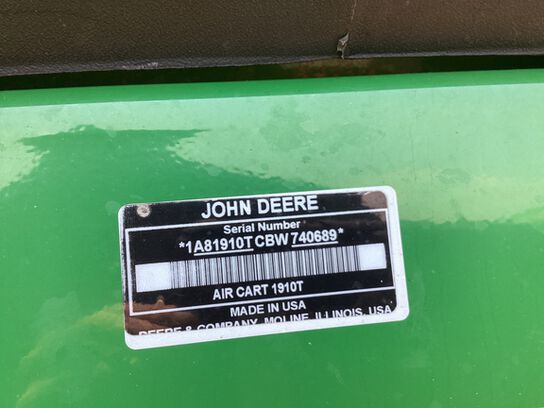 JOHN DEERE
Serial Number
*1A81910TCBW740689*
AIR CART 1910T
MADE IN USA
DEERE & COMPANY, MOLINE, ILLINOIS, USA